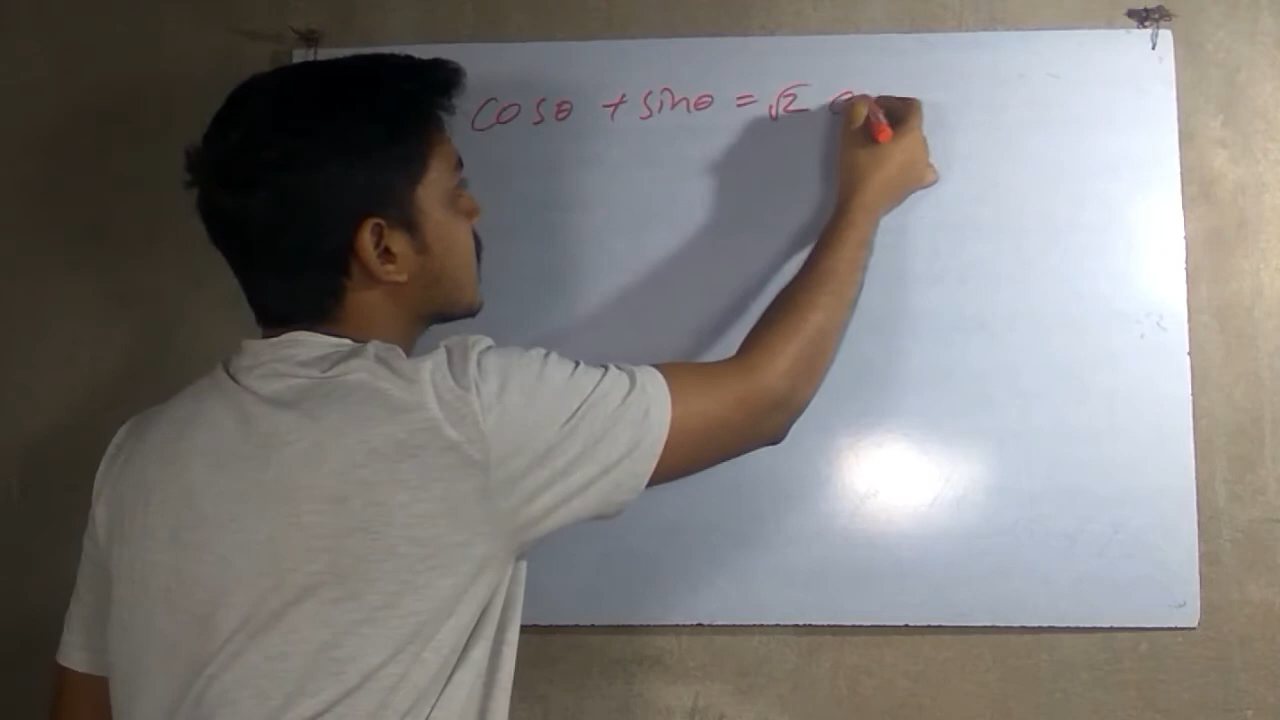 cosθ + sinθ = √2